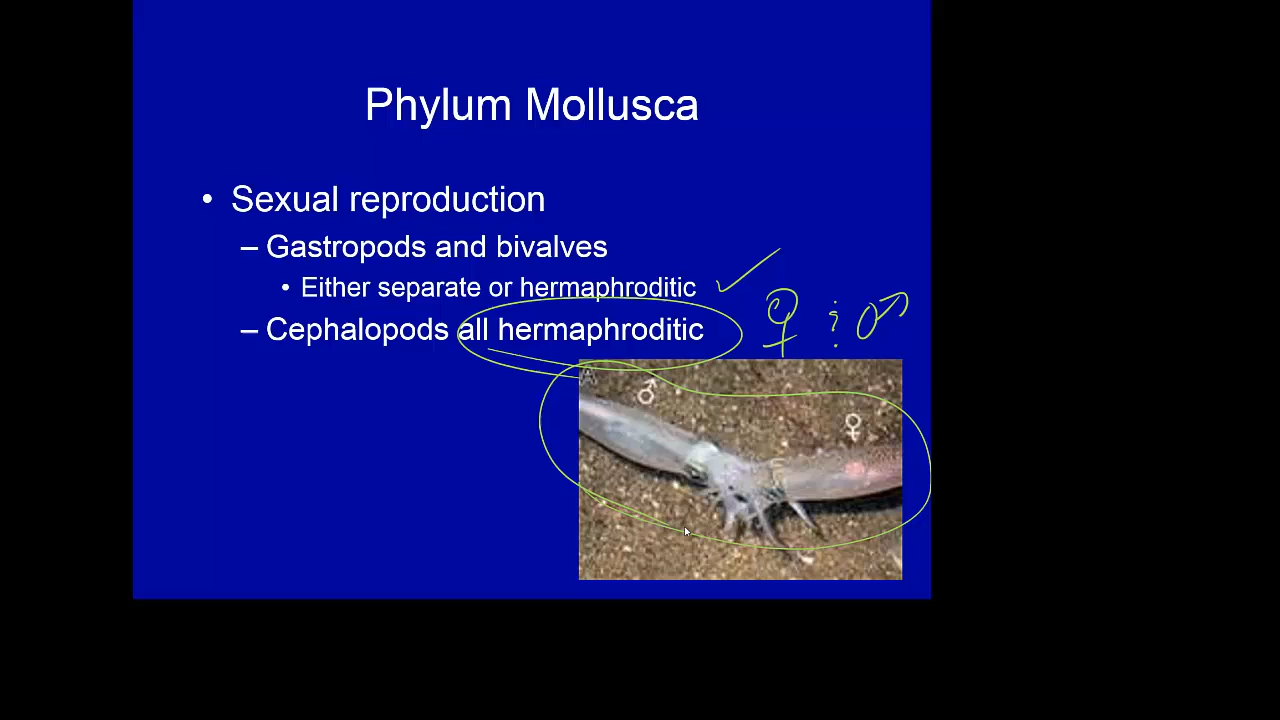 Phylum Mollusca
• Sexual reproduction
– Gastropods and bivalves
• Either separate or hermaphroditic
– Cephalopods all hermaphroditic
♀ ♂
A
♂
♀